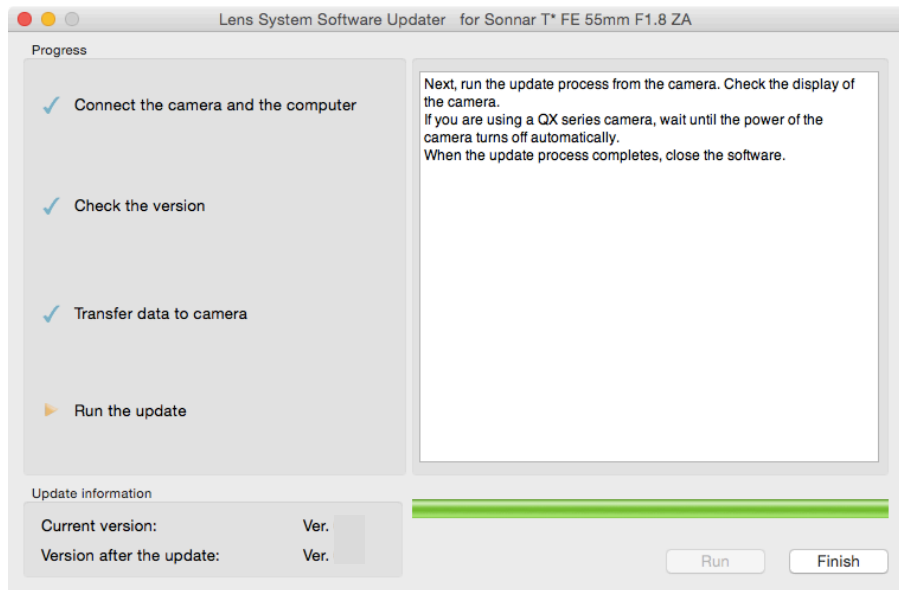 Lens System Software Updater for Sonnar T* FE 55mm F1.8 ZA
Progress
Connect the camera and the computer
Check the version
Transfer data to camera
Run the update
Next, run the update process from the camera. Check the display of
the camera.
If you are using a QX series camera, wait until the power of the
camera turns off automatically.
When the update process completes, close the software.
Update information
Current version: Ver.
Version after the update: Ver.
Run
Finish